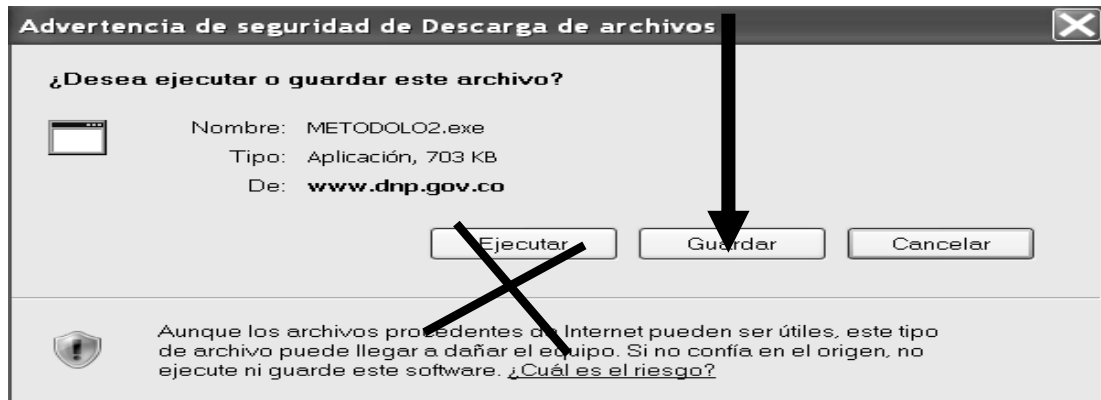 Advertencia de seguridad de Descarga de archivos
¿Desea ejecutar o guardar este archivo?
Nombre: METODOLO2.exe
Tipo: Aplicación, 703 KB
De: www.dnp.gov.co
Ejecutar Guardar Cancelar
Aunque los archivos procedentes de Internet pueden ser útiles, este tipo
de archivo puede llegar a dañar el equipo. Si no confía en el origen, no
ejecute ni guarde este software. ¿Cuál es el riesgo?